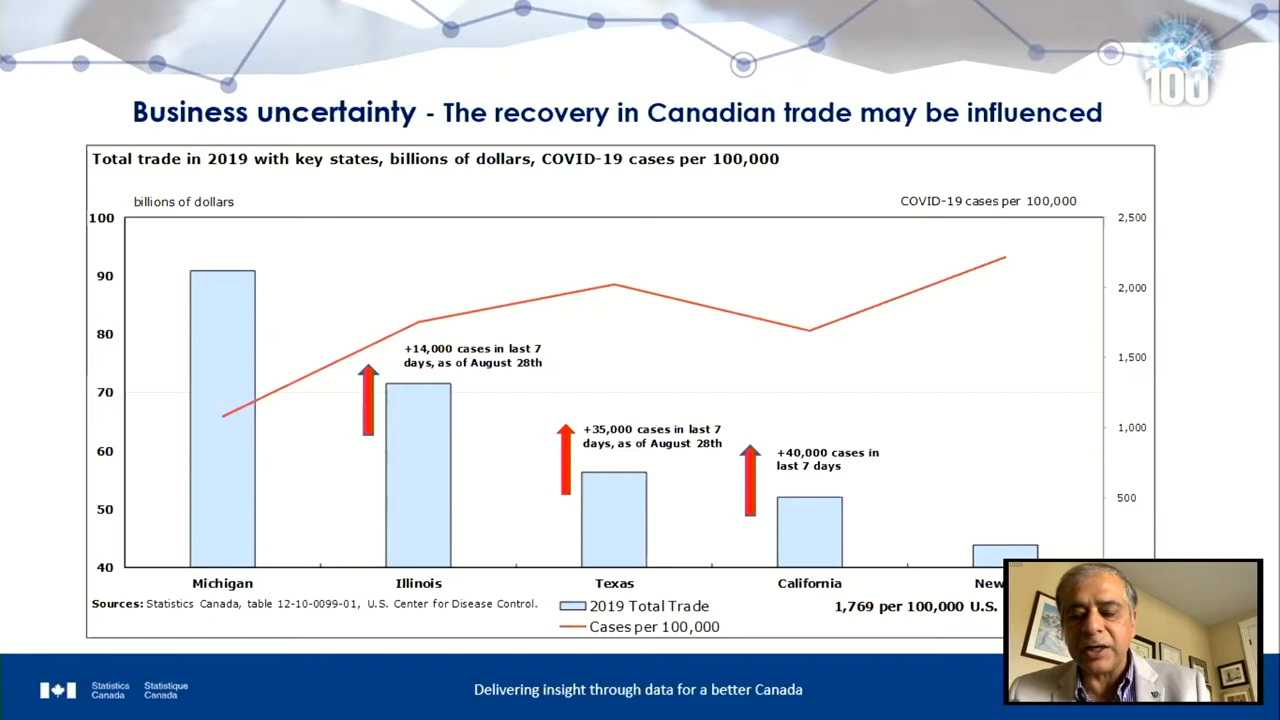 100
Business uncertainty - The recovery in Canadian trade may be influenced
Total trade in 2019 with key states, billions of dollars, COVID-19 cases per 100,000
billions of dollars
COVID-19 cases per 100,000
100
90
80
70
60
50
40
2,500
2,000
1,500
1,000
500
+14,000 cases in last 7
days, as of August 28th
+35,000 cases in last 7
days, as of August 28th
+40,000 cases in
last 7 days
Michigan Illinois Texas California New
Sources: Statistics Canada, table 12-10-0099-01, U.S. Center for Disease Control.
2019 Total Trade
Cases per 100,000
1,769 per 100,000 U.S.
Statistics Canada
Statistique Canada
Delivering insight through data for a better Canada